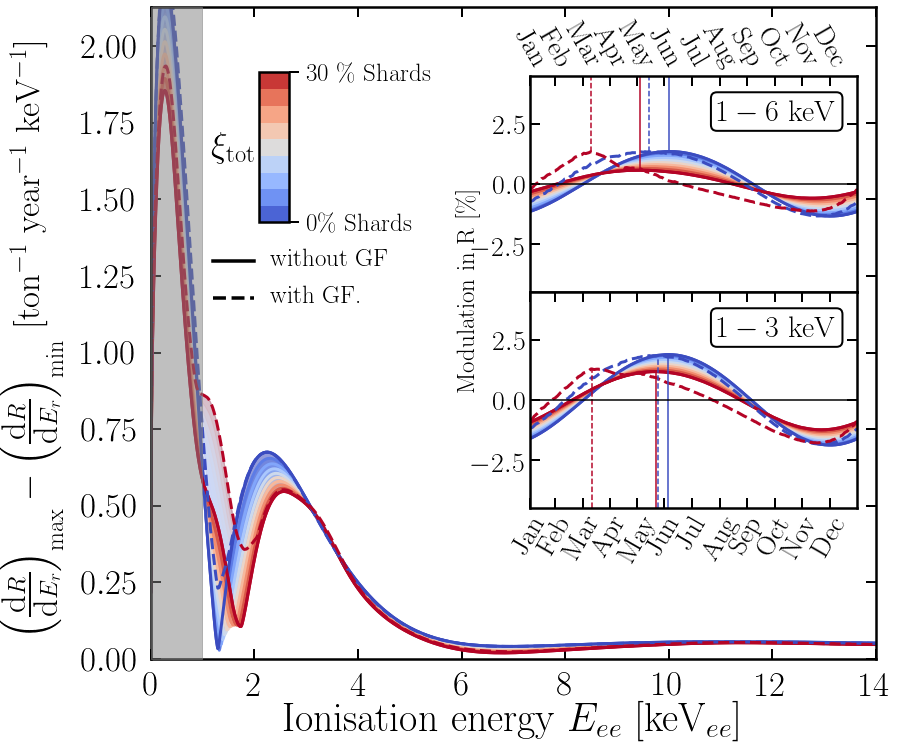 (dR/dE_r)_max − (dR/dE_r)_min [ton⁻¹ year⁻¹ keV⁻¹]
2.00
1.75
1.50
1.25
1.00
0.75
0.50
0.25
0.00
0 2 4 6 8 10 12 14
Ionisation energy E_ee [keV_ee]
ξ_tot
30 % Shards
0% Shards
without GF
with GF.
Jan Feb Mar Apr May Jun Jul Aug Sep Oct Nov Dec
1 − 6 keV
2.5
0.0
−2.5
Modulation in R [%]
1 − 3 keV
2.5
0.0
−2.5
Jan Feb Mar Apr May Jun Jul Aug Sep Oct Nov Dec